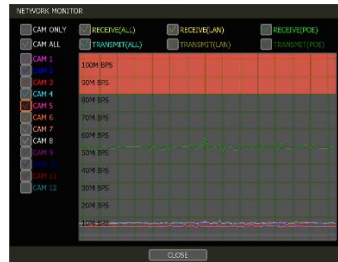 NETWORK MONITOR
CAM ONLY RECEIVE(ALL) RECEIVE(LAN) RECEIVE(POE)
CAM ALL TRANSMIT(ALL) TRANSMIT(LAN) TRANSMIT(POE)
CAM 1
CAM 2
CAM 3
CAM 4
CAM 5
CAM 6
CAM 7
CAM 8
CAM 9
CAM 10
CAM 11
CAM 12
100M BPS
90M BPS
80M BPS
70M BPS
60M BPS
50M BPS
40M BPS
30M BPS
20M BPS
10M BPS
CLOSE